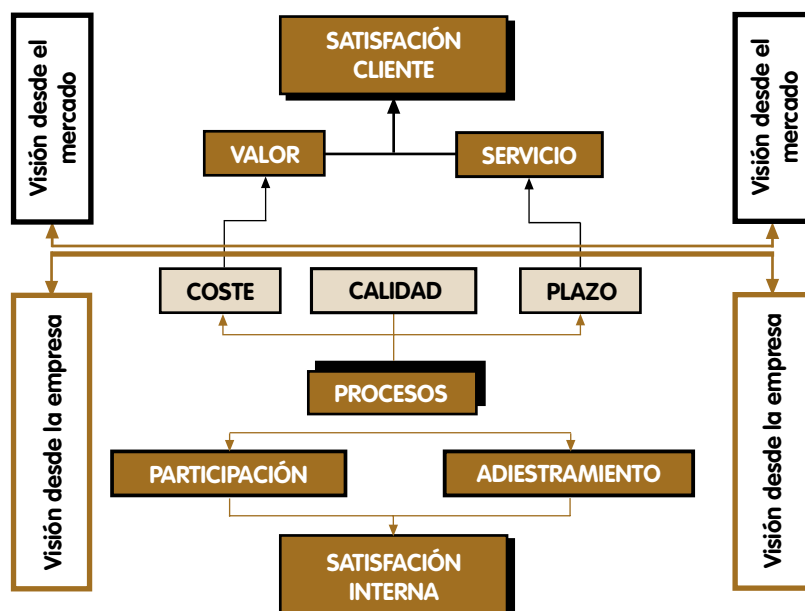 Visión desde el
mercado
SATISFACIÓN
CLIENTE
Visión desde el
mercado
VALOR
SERVICIO
COSTE
CALIDAD
PLAZO
Visión desde la empresa
PROCESOS
Visión desde la empresa
PARTICIPACIÓN
ADIESTRAMIENTO
SATISFACIÓN
INTERNA